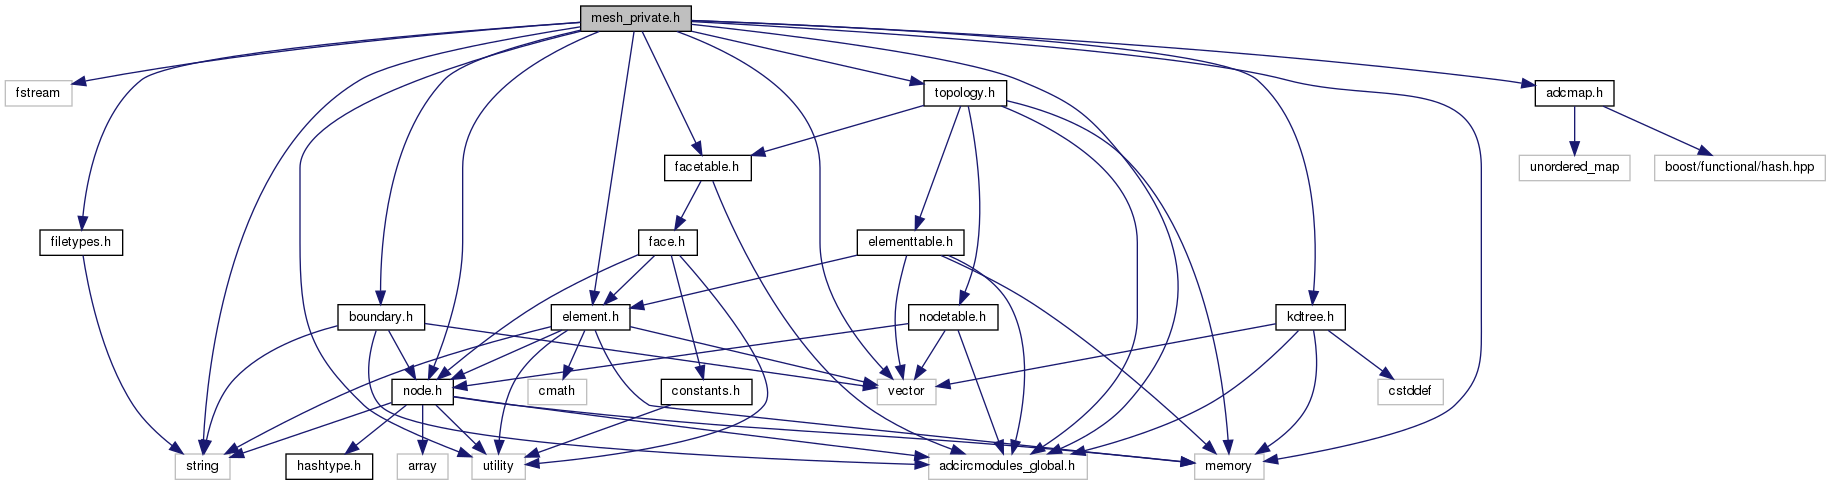 mesh_private.h
fstream
topology.h
adcmap.h
facetable.h
unordered_map
boost/functional/hash.hpp
filetypes.h
face.h
elementtable.h
boundary.h
element.h
nodetable.h
kdtree.h
node.h
cmath
constants.h
vector
cstddef
string
hashtype.h
array
utility
adcircmodules_global.h
memory